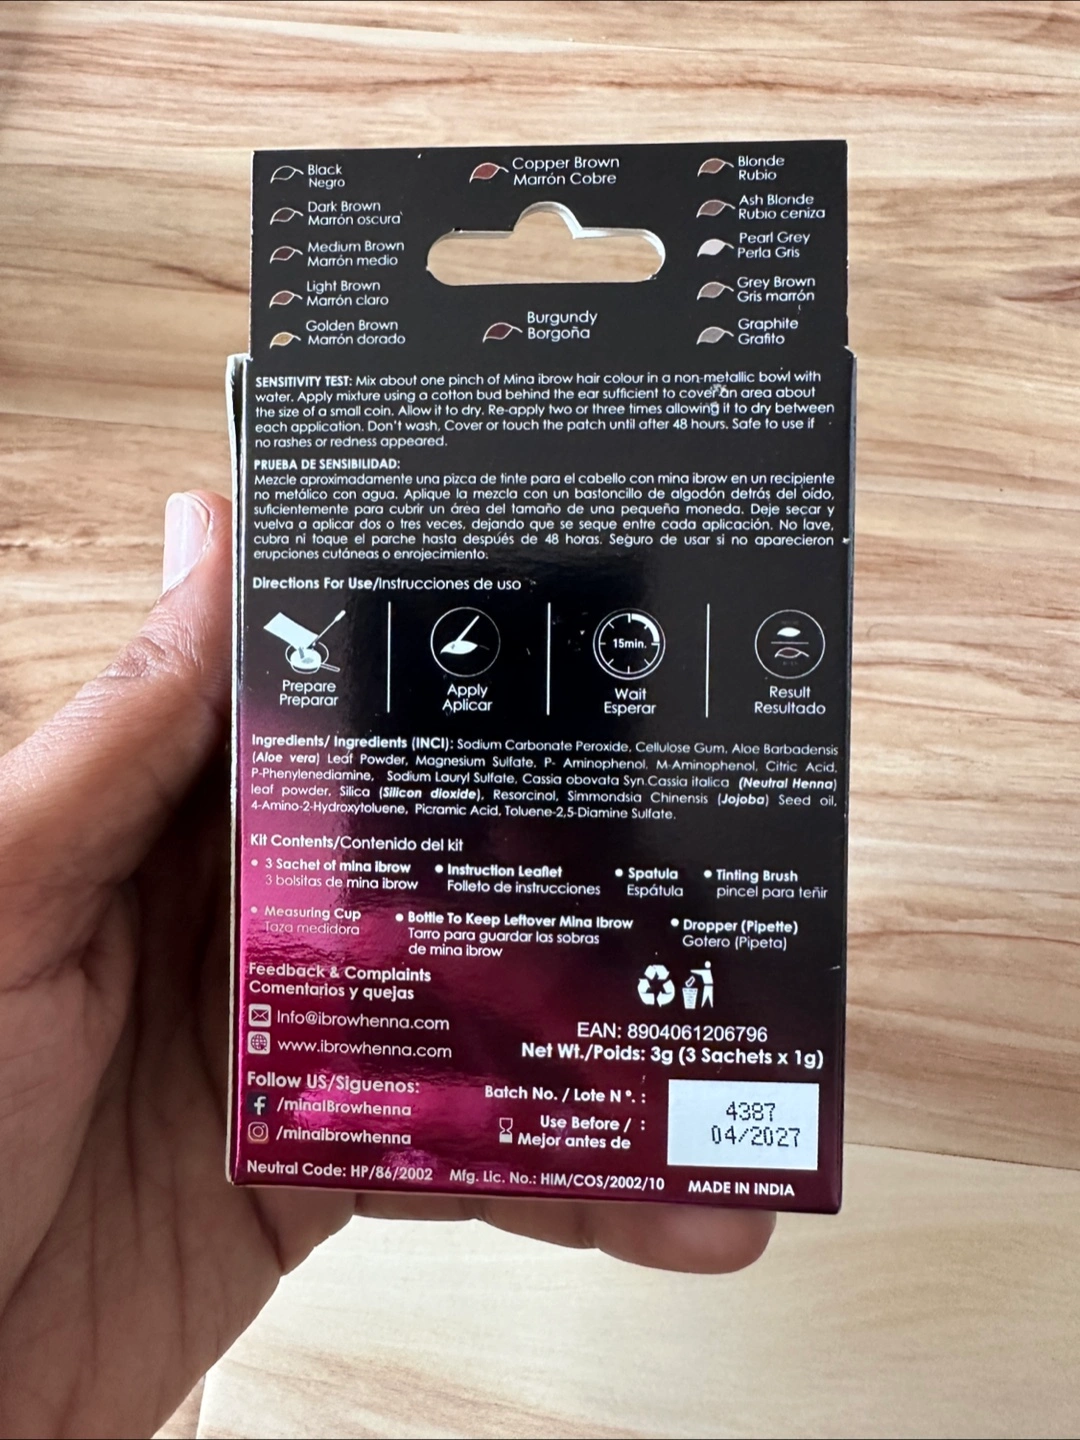 Black
Negro
Dark Brown
Marrón oscura
Medium Brown
Marrón medio
Light Brown
Marrón claro
Golden Brown
Marrón dorado
Copper Brown
Marrón Cobre
Burgundy
Borgoña
Blonde
Rubio
Ash Blonde
Rubio ceniza
Pearl Grey
Perla Gris
Grey Brown
Gris marrón
Graphite
Grafito
SENSITIVITY TEST: Mix about one pinch of Mina ibrow hair colour in a non-metallic bowl with
water. Apply mixture using a cotton bud behind the ear sufficient to cover an area about
the size of a small coin. Allow it to dry. Re-apply two or three times allowing it to dry between
each application. Don't wash, Cover or touch the patch until after 48 hours. Safe to use if
no rashes or redness appeared.
PRUEBA DE SENSIBILIDAD:
Mezcle aproximadamente una pizca de tinte para el cabello con mina ibrow en un recipiente
no metálico con agua. Aplique la mezcla con un bastoncillo de algodón detrás del oído,
suficientemente para cubrir un área del tamaño de una pequeña moneda. Deje secar y
vuelva a aplicar dos o tres veces, dejando que se seque entre cada aplicación. No lave,
cubra ni toque el parche hasta después de 48 horas. Seguro de usar si no aparecieron
erupciones cutáneas o enrojecimiento.
Directions For Use/Instrucciones de uso
15min.
Prepare
Preparar
Apply
Aplicar
Wait
Esperar
Result
Resultado
Ingredients/ Ingredients (INCI): Sodium Carbonate Peroxide, Cellulose Gum, Aloe Barbadensis
(Aloe vera) Leaf Powder, Magnesium Sulfate, P- Aminophenol, M-Aminophenol, Citric Acid,
P-Phenylenediamine, Sodium Lauryl Sulfate, Cassia obovata Syn.Cassia italica (Neutral Henna)
leaf powder, Silica (Silicon dioxide), Resorcinol, Simmondsia Chinensis (Jojoba) Seed oil,
4-Amino-2-Hydroxytoluene, Picramic Acid, Toluene-2,5-Diamine Sulfate.
Kit Contents/Contenido del kit
• 3 Sachet of mina ibrow
3 bolsitas de mina ibrow
• Instruction Leaflet
Folleto de instrucciones
• Spatula
Espátula
• Tinting Brush
pincel para teñir
• Measuring Cup
Taza medidora
• Bottle To Keep Leftover Mina Ibrow
Tarro para guardar las sobras
de mina ibrow
• Dropper (Pipette)
Gotero (Pipeta)
Feedback & Complaints
Comentarios y quejas
Info@ibrowhenna.com
www.ibrowhenna.com
EAN: 8904061206796
Net Wt./Poids: 3g (3 Sachets x 1g)
Follow US/Siguenos:
/minaiBrowhenna
/minaibrowhenna
Batch No. / Lote N º. :
Use Before / :
Mejor antes de
4387
04/2027
Neutral Code: HP/86/2002 Mfg. Lic. No.: HIM/COS/2002/10 MADE IN INDIA